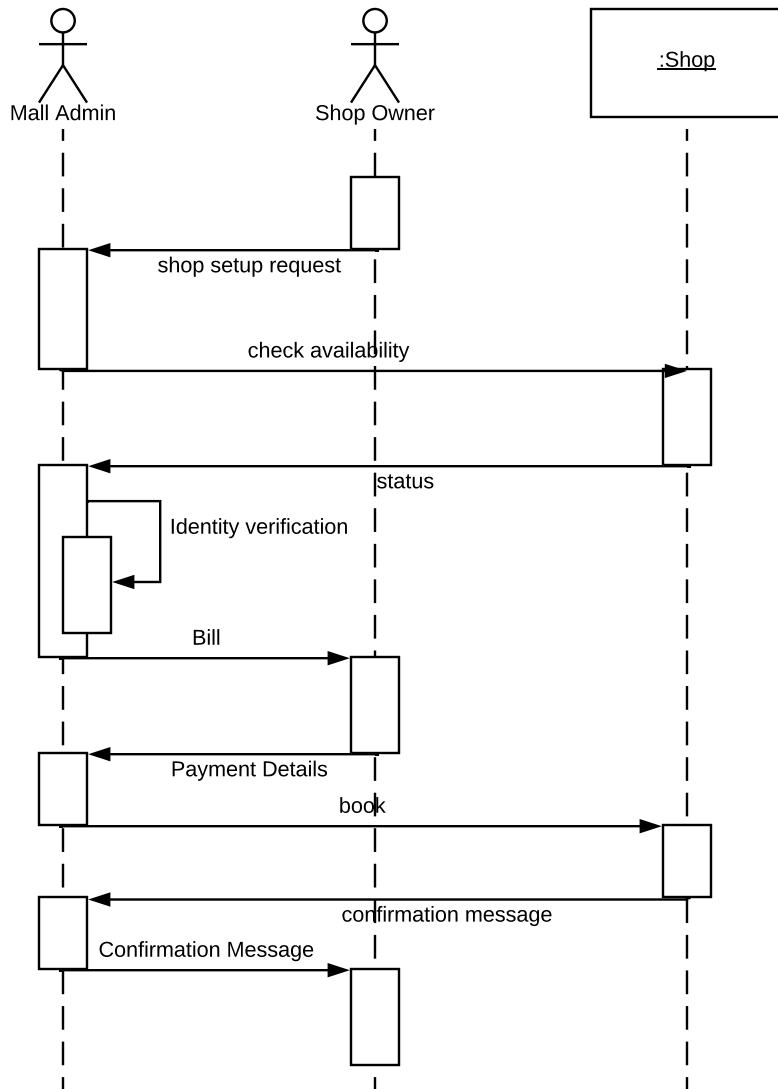 Mall Admin
Shop Owner
:Shop
shop setup request
check availability
status
Identity verification
Bill
Payment Details
book
confirmation message
Confirmation Message